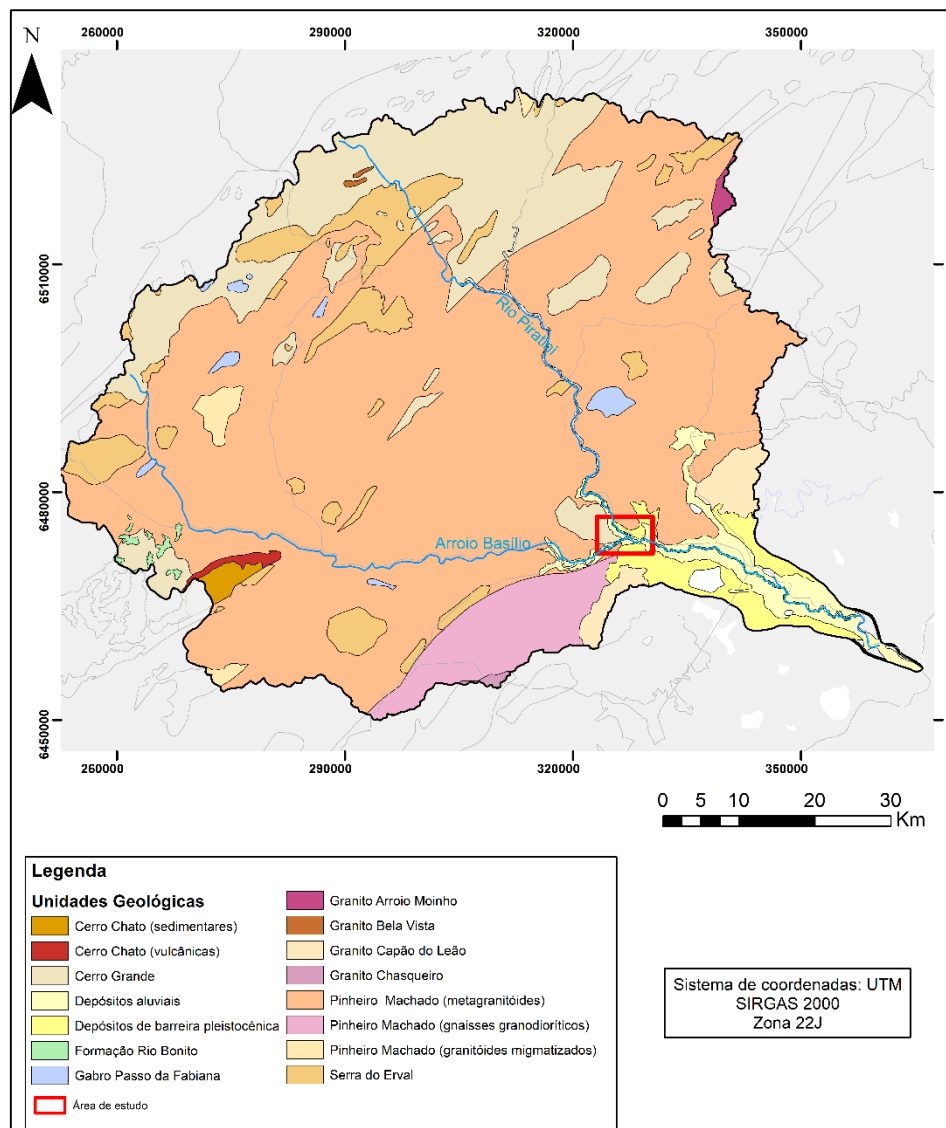 N
260000 290000 320000 350000
6510000
6480000
6450000
Rio Piratini
Arroio Basílio
260000 290000 320000 350000
0 5 10 20 30
Km
Legenda
Unidades Geológicas
Cerro Chato (sedimentares)
Cerro Chato (vulcânicas)
Cerro Grande
Depósitos aluviais
Depósitos de barreira pleistocênica
Formação Rio Bonito
Gabro Passo da Fabiana
Área de estudo
Granito Arroio Moinho
Granito Bela Vista
Granito Capão do Leão
Granito Chasqueiro
Pinheiro Machado (metagranitóides)
Pinheiro Machado (gnaisses granodioríticos)
Pinheiro Machado (granitóides migmatizados)
Serra do Erval
Sistema de coordenadas: UTM
SIRGAS 2000
Zona 22J